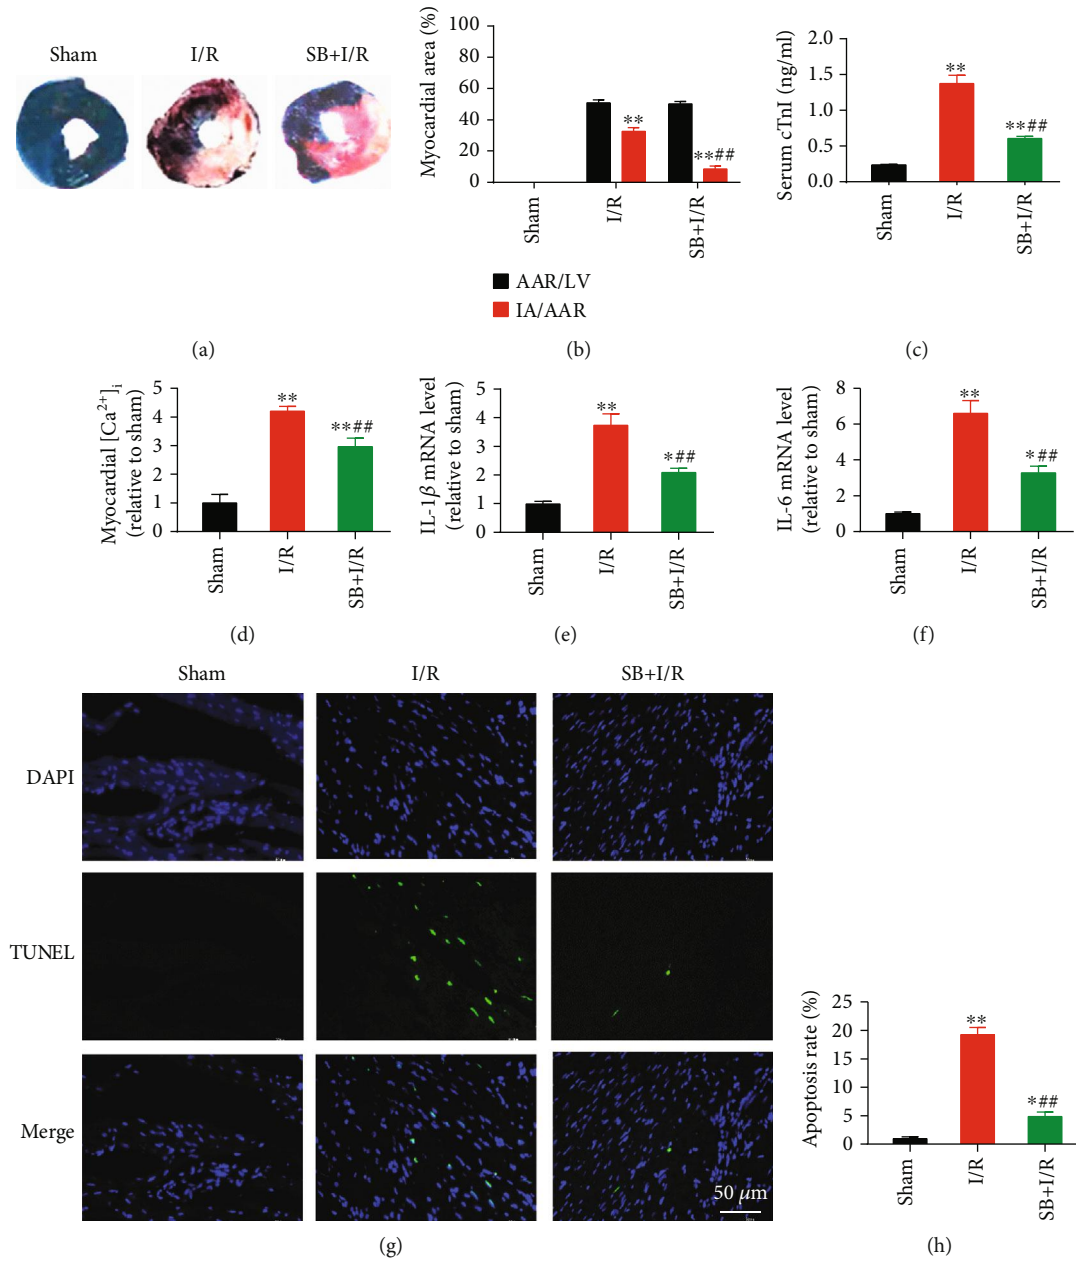 Sham I/R SB+I/R
(a)
Myocardial area (%)
100
80
60
40
20
0
**
**##
Sham
I/R
SB+I/R
AAR/LV
IA/AAR
(b)
Serum cTnI (ng/ml)
2.0
1.5
1.0
0.5
0.0
**
**##
Sham
I/R
SB+I/R
(c)
Myocardial [Ca²⁺]ᵢ
(relative to sham)
5
4
3
2
1
0
**
**##
Sham
I/R
SB+I/R
(d)
IL-1β mRNA level
(relative to sham)
5
4
3
2
1
0
**
*##
Sham
I/R
SB+I/R
(e)
IL-6 mRNA level
(relative to sham)
8
6
4
2
0
**
*##
Sham
I/R
SB+I/R
(f)
Sham I/R SB+I/R
DAPI
TUNEL
Merge
50 μm
(g)
Apoptosis rate (%)
25
20
15
10
5
0
**
*##
Sham
I/R
SB+I/R
(h)